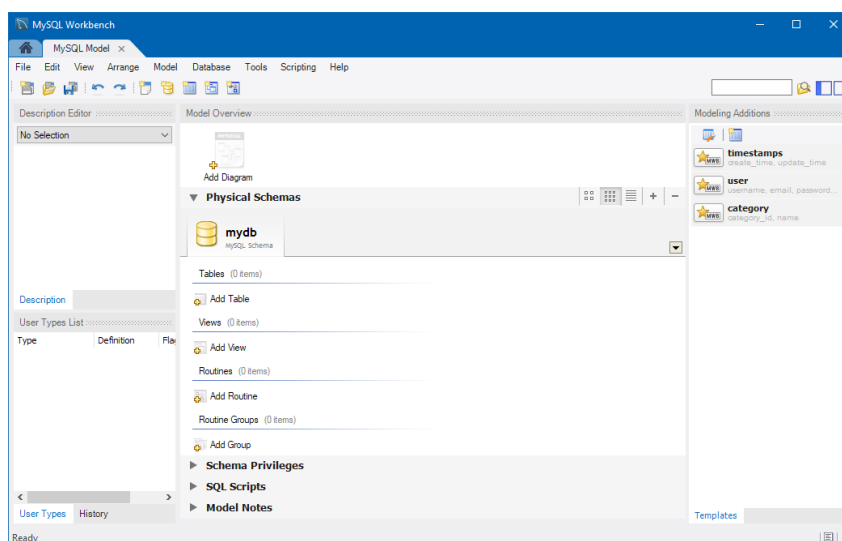 MySQL Workbench
MySQL Model
File Edit View Arrange Model Database Tools Scripting Help
Description Editor
No Selection
Description
User Types List
Type Definition Fla
User Types History
Model Overview
Add Diagram
Physical Schemas
mydb
MySQL Schema
Tables (0 items)
Add Table
Views (0 items)
Add View
Routines (0 items)
Add Routine
Routine Groups (0 items)
Add Group
Schema Privileges
SQL Scripts
Model Notes
Modeling Additions
MWB timestamps
create_time, update_time
MWB user
username, email, password...
MWB category
category_id, name
Templates
Ready